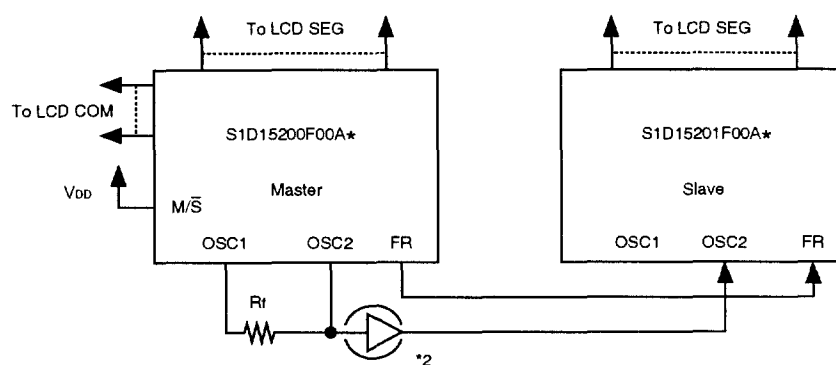 To LCD SEG
To LCD SEG
To LCD COM
S1D15200F00A*
S1D15201F00A*
VDD
M/S̅
Master
Slave
OSC1
OSC2
FR
OSC1
OSC2
FR
Rf
*2